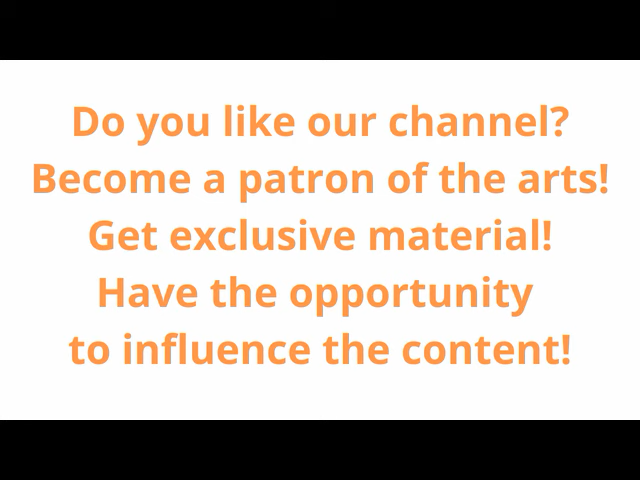 Do you like our channel?
Become a patron of the arts!
Get exclusive material!
Have the opportunity
to influence the content!